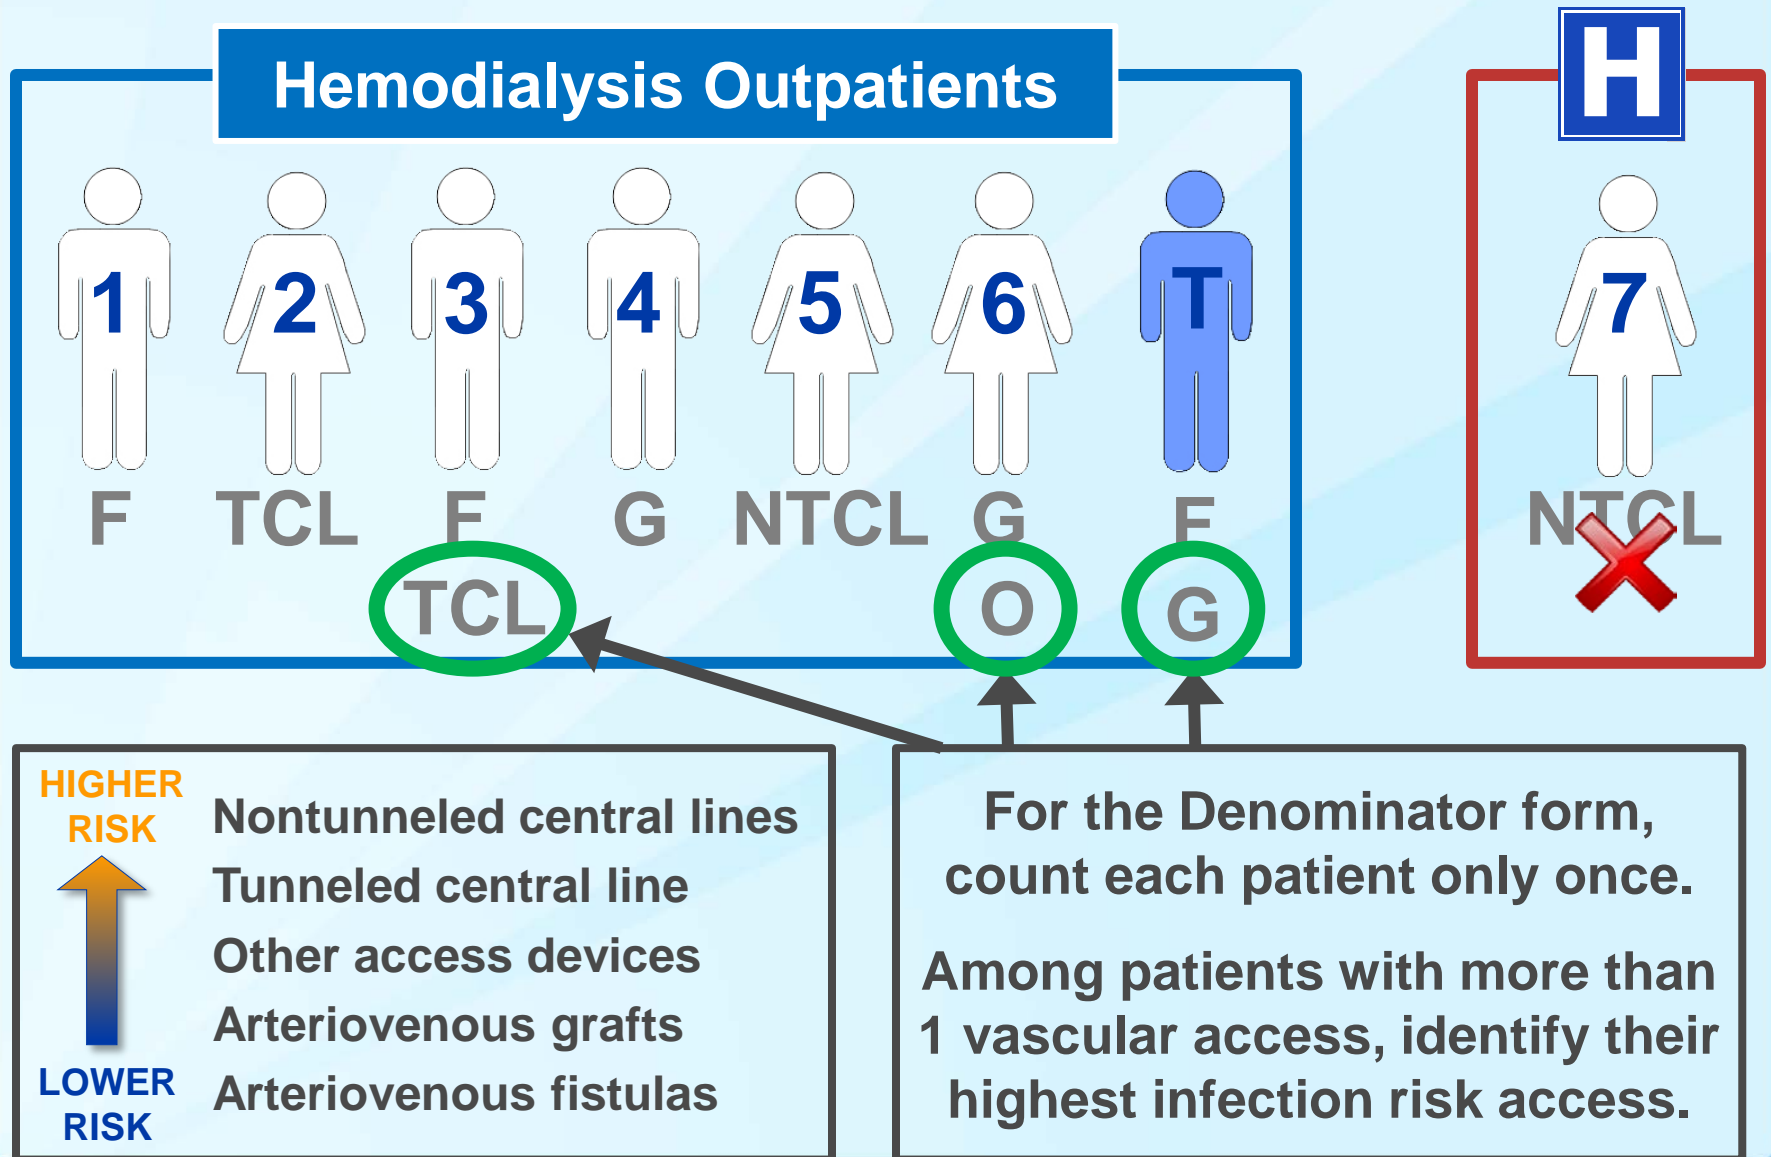 Hemodialysis Outpatients
H
1 2 3 4 5 6 T 7
F TCL F G NTCL G F NTCL
TCL O G
HIGHER
RISK
LOWER
RISK
Nontunneled central lines
Tunneled central line
Other access devices
Arteriovenous grafts
Arteriovenous fistulas
For the Denominator form,
count each patient only once.
Among patients with more than
1 vascular access, identify their
highest infection risk access.